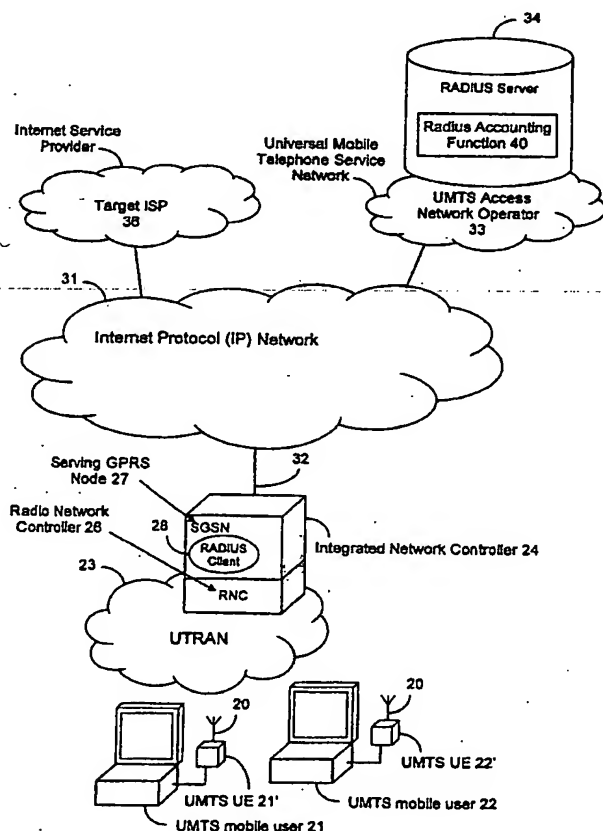 34
RADIUS Server
Radius Accounting
Function 40
Internet Service
Provider
Universal Mobile
Telephone Service
Network
Target ISP
38
UMTS Access
Network Operator
33
31
Internet Protocol (IP) Network
32
Serving GPRS
Node 27
Radio Network
Controller 26
28
SGSN
RADIUS
Client
Integrated Network Controller 24
23
RNC
UTRAN
20
20
UMTS UE 22'
UMTS UE 21'
UMTS mobile user 22
UMTS mobile user 21